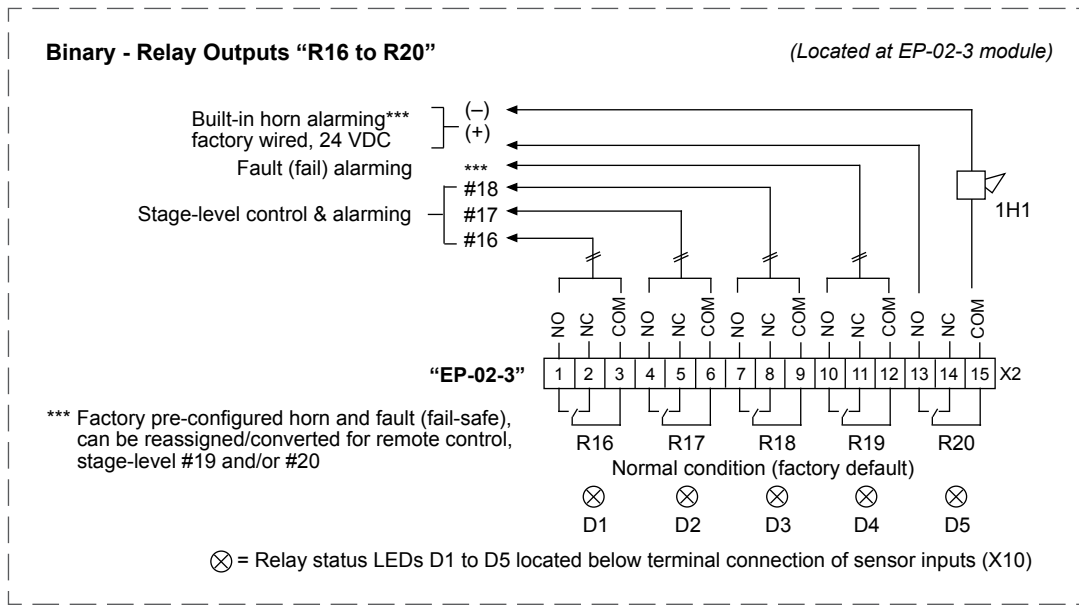 Binary - Relay Outputs “R16 to R20”
(Located at EP-02-3 module)
Built-in horn alarming***
factory wired, 24 VDC
(–)
(+)
Fault (fail) alarming
***
Stage-level control & alarming
#18
#17
#16
1H1
NO NC COM NO NC COM NO NC COM NO NC COM NO NC COM
“EP-02-3” 1 2 3 4 5 6 7 8 9 10 11 12 13 14 15 X2
R16 R17 R18 R19 R20
Normal condition (factory default)
*** Factory pre-configured horn and fault (fail-safe),
can be reassigned/converted for remote control,
stage-level #19 and/or #20
D1 D2 D3 D4 D5
= Relay status LEDs D1 to D5 located below terminal connection of sensor inputs (X10)